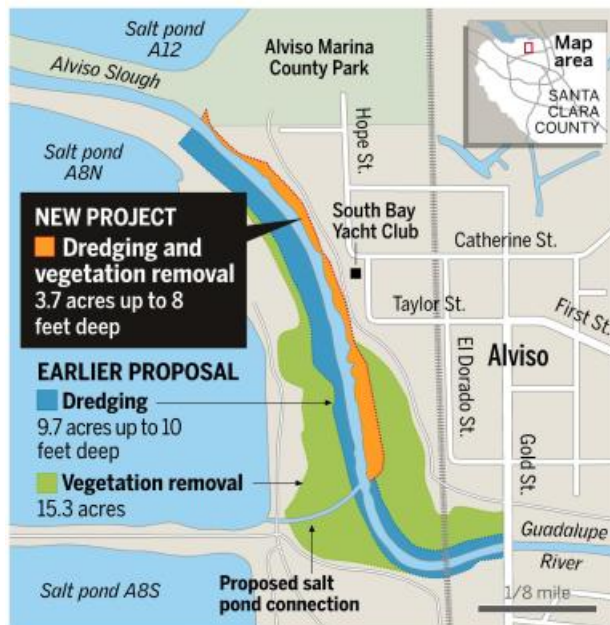 Salt pond
A12
Alviso Slough
Alviso Marina
County Park
Map
area
SANTA
CLARA
COUNTY
Salt pond
A8N
Hope St.
NEW PROJECT
Dredging and
vegetation removal
3.7 acres up to 8
feet deep
South Bay
Yacht Club
Catherine St.
Taylor St.
First St.
El Dorado St.
Alviso
Gold St.
EARLIER PROPOSAL
Dredging
9.7 acres up to 10
feet deep
Vegetation removal
15.3 acres
Guadalupe
River
Salt pond A8S
Proposed salt
pond connection
1/8 mile